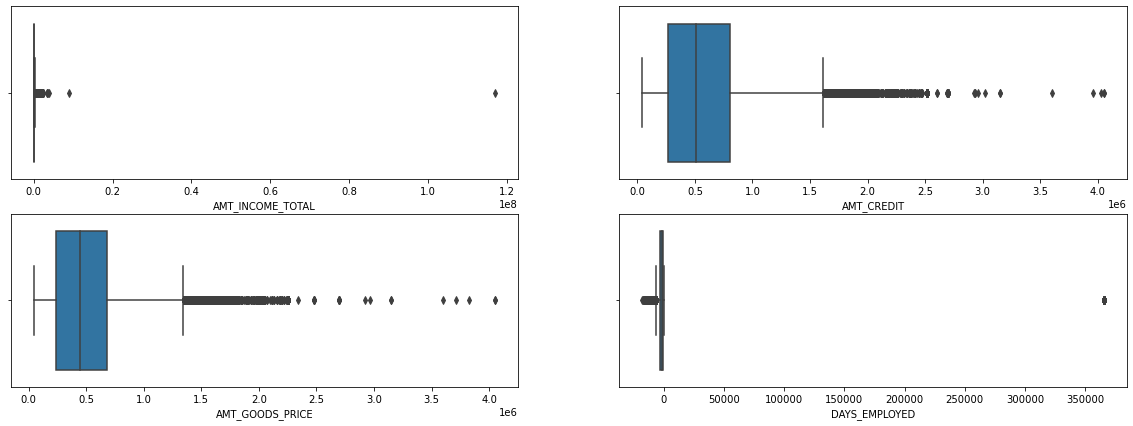 0.0 0.2 0.4 0.6 0.8 1.0 1.2
AMT_INCOME_TOTAL 1e8
0.0 0.5 1.0 1.5 2.0 2.5 3.0 3.5 4.0
AMT_CREDIT 1e6
0.0 0.5 1.0 1.5 2.0 2.5 3.0 3.5 4.0
AMT_GOODS_PRICE 1e6
0 50000 100000 150000 200000 250000 300000 350000
DAYS_EMPLOYED